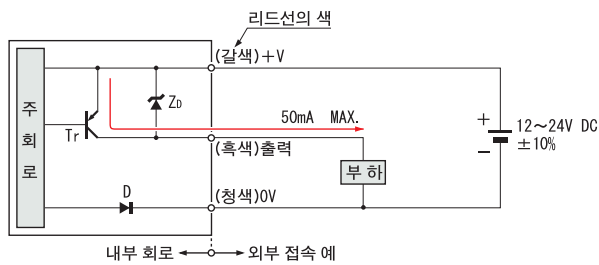 리드선의 색
(갈색)+V
주회로
Tr
ZD
50mA MAX.
(흑색)출력
+
12~24V DC
±10%
−
부하
D
(청색)0V
내부 회로
외부 접속 예